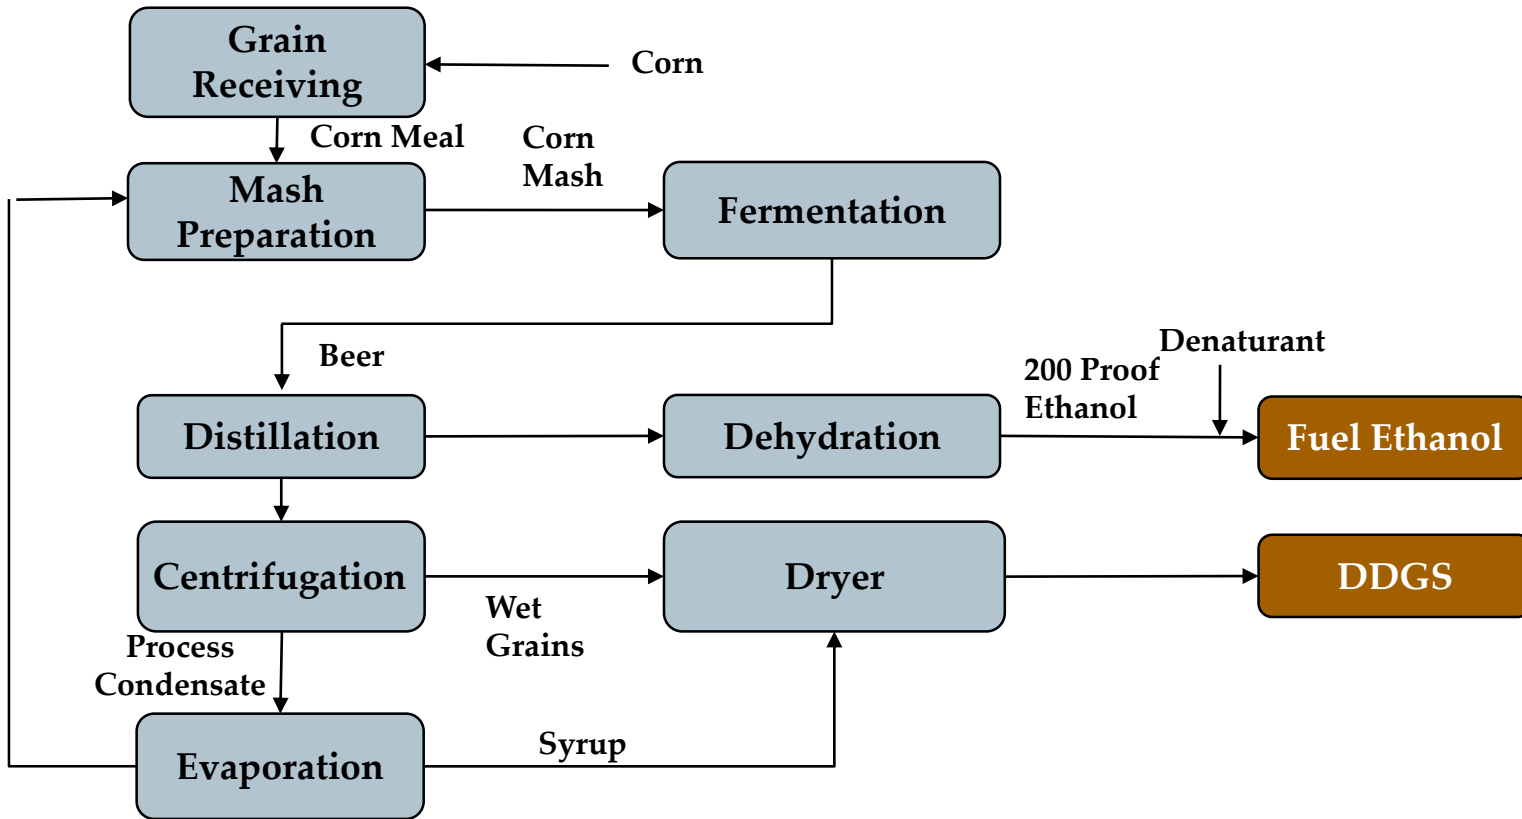 Grain
Receiving
Corn
Corn Meal
Corn
Mash
Mash
Preparation
Fermentation
Beer
Denaturant
200 Proof
Ethanol
Distillation
Dehydration
Fuel Ethanol
Centrifugation
Dryer
DDGS
Wet
Grains
Process
Condensate
Syrup
Evaporation